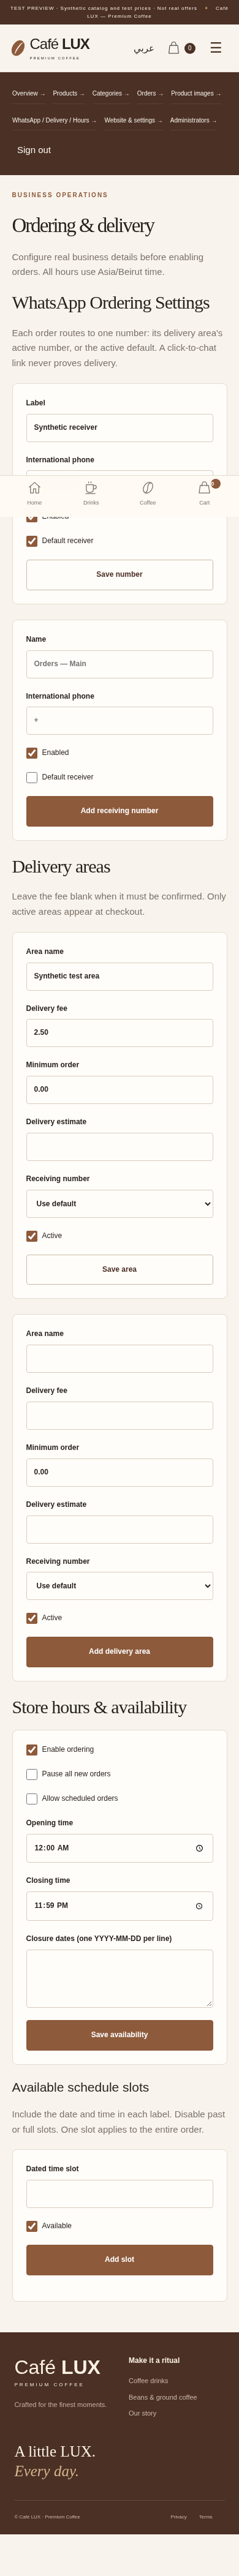 TEST PREVIEW · Synthetic catalog and test prices · Not real offers + Café
LUX — Premium Coffee
Café LUX
PREMIUM COFFEE
عربي
0
Overview → Products → Categories → Orders → Product images →
WhatsApp / Delivery / Hours → Website & settings → Administrators →
Sign out
BUSINESS OPERATIONS
Ordering & delivery
Configure real business details before enabling
orders. All hours use Asia/Beirut time.
WhatsApp Ordering Settings
Each order routes to one number: its delivery area's
active number, or the active default. A click-to-chat
link never proves delivery.
Label
Synthetic receiver
International phone
Home
Drinks
Coffee
Cart
Enabled
Default receiver
Save number
Name
Orders — Main
International phone
+
Enabled
Default receiver
Add receiving number
Delivery areas
Leave the fee blank when it must be confirmed. Only
active areas appear at checkout.
Area name
Synthetic test area
Delivery fee
2.50
Minimum order
0.00
Delivery estimate
Receiving number
Use default
Active
Save area
Area name
Delivery fee
Minimum order
0.00
Delivery estimate
Receiving number
Use default
Active
Add delivery area
Store hours & availability
Enable ordering
Pause all new orders
Allow scheduled orders
Opening time
12:00 AM
Closing time
11:59 PM
Closure dates (one YYYY-MM-DD per line)
Save availability
Available schedule slots
Include the date and time in each label. Disable past
or full slots. One slot applies to the entire order.
Dated time slot
Available
Add slot
Café LUX
PREMIUM COFFEE
Crafted for the finest moments.
Make it a ritual
Coffee drinks
Beans & ground coffee
Our story
A little LUX.
Every day.
© Café LUX · Premium Coffee
Privacy Terms